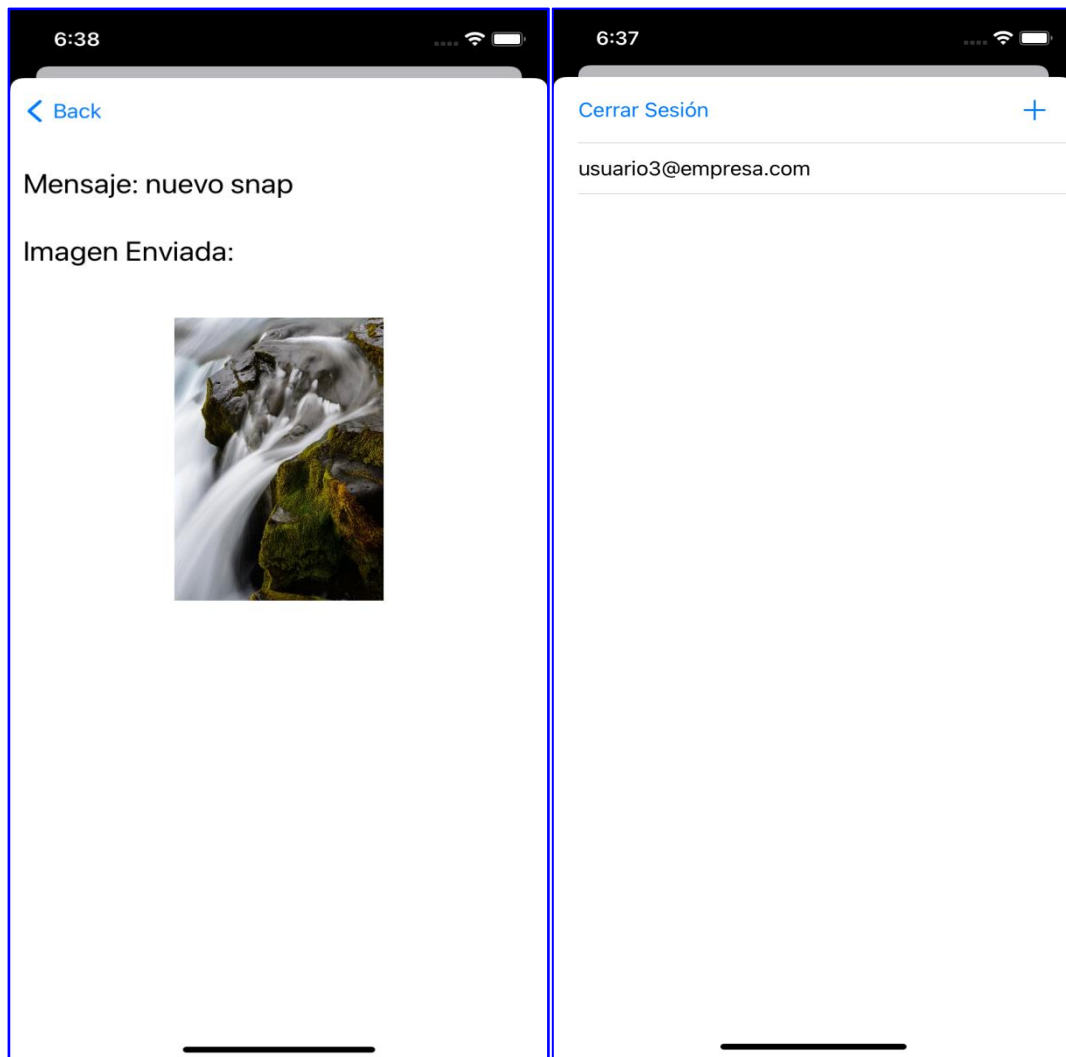 6:38
Back
Mensaje: nuevo snap
Imagen Enviada:
6:37
Cerrar Sesión
usuario3@empresa.com